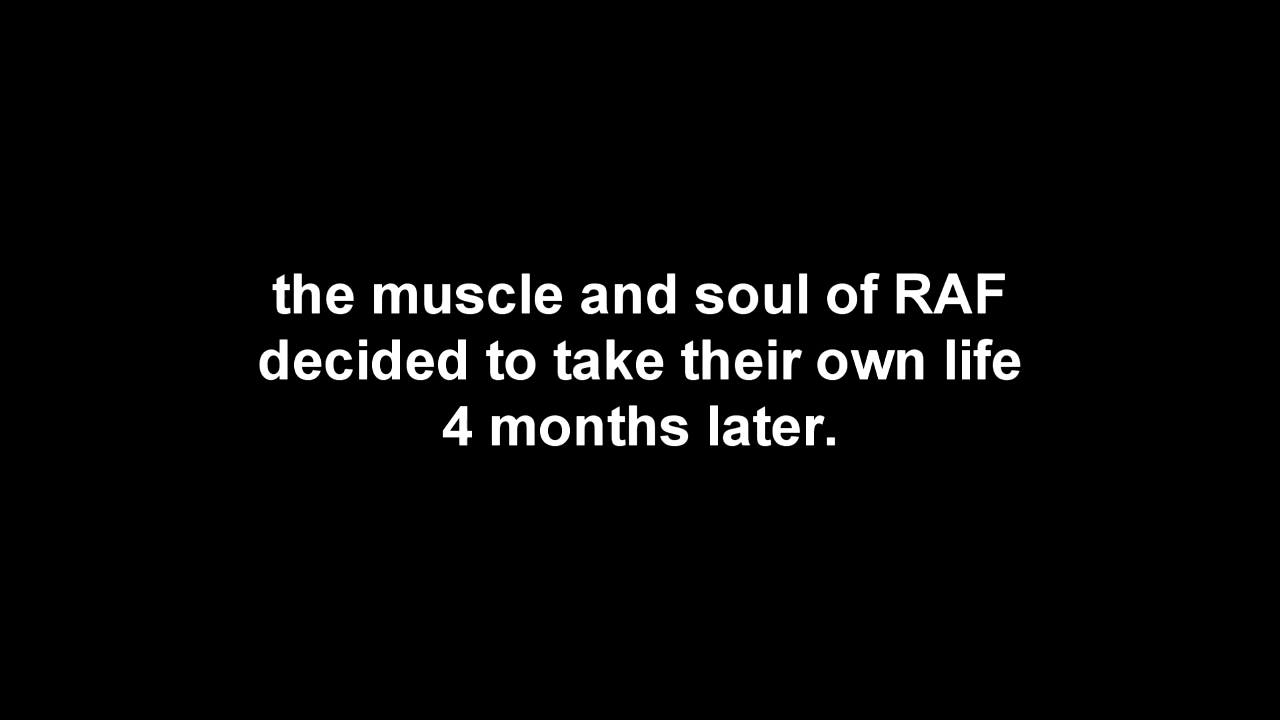 the muscle and soul of RAF
decided to take their own life
4 months later.